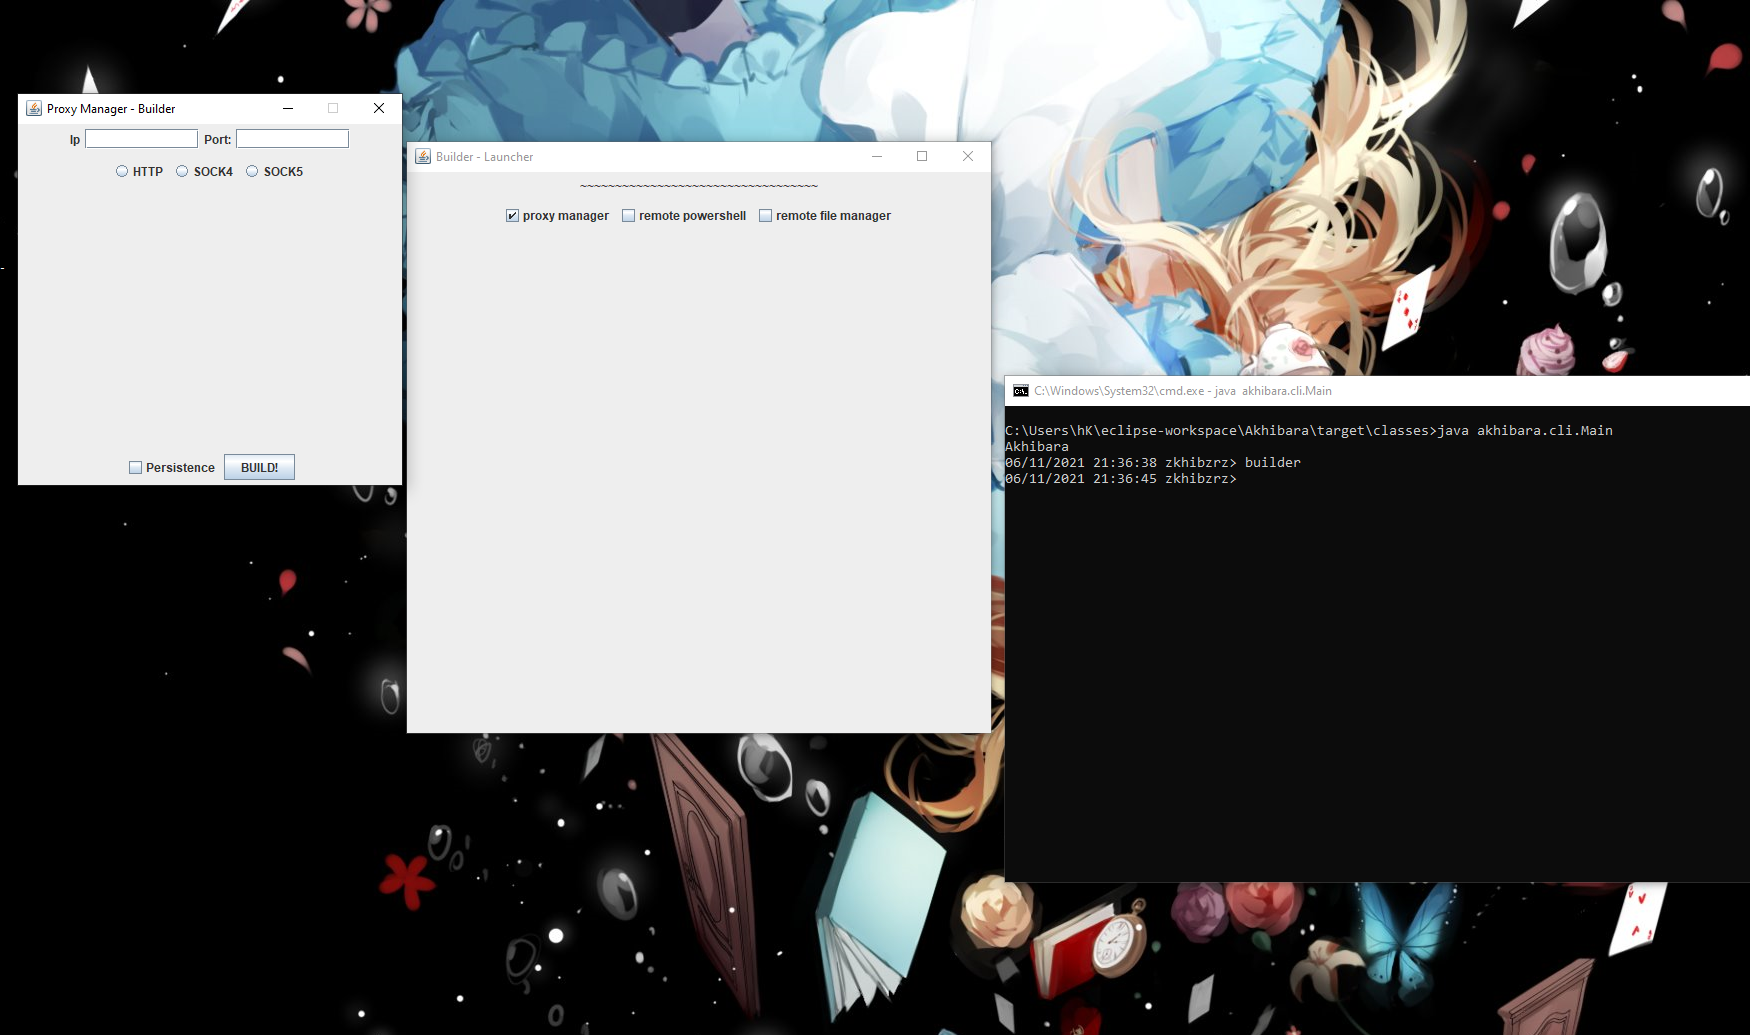 Proxy Manager - Builder
Ip Port:
HTTP SOCK4 SOCK5
Persistence BUILD!
Builder - Launcher
~~~~~~~~~~~~~~~~~~~~~~~~~~~~~~~~~~
proxy manager remote powershell remote file manager
C:\Windows\System32\cmd.exe - java akhibara.cli.Main
C:\Users\hK\eclipse-workspace\Akhibara\target\classes>java akhibara.cli.Main
Akhibara
06/11/2021 21:36:38 zkhibzrz> builder
06/11/2021 21:36:45 zkhibzrz>